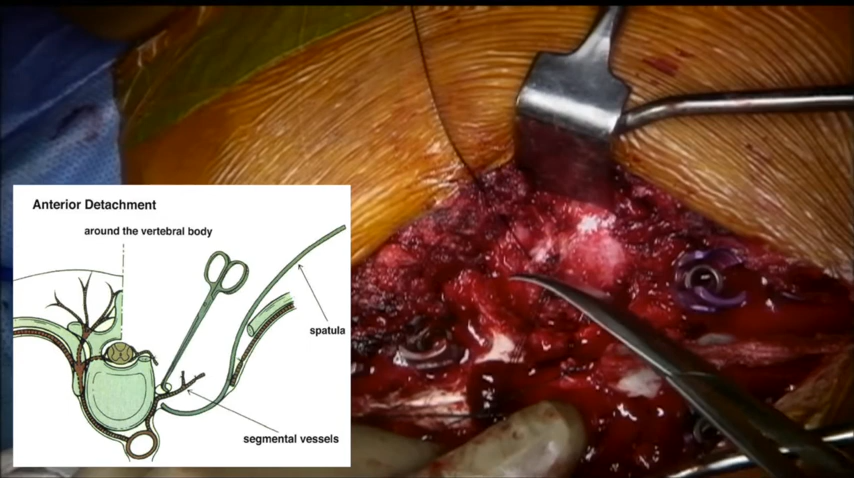 Anterior Detachment
around the vertebral body
spatula
segmental vessels